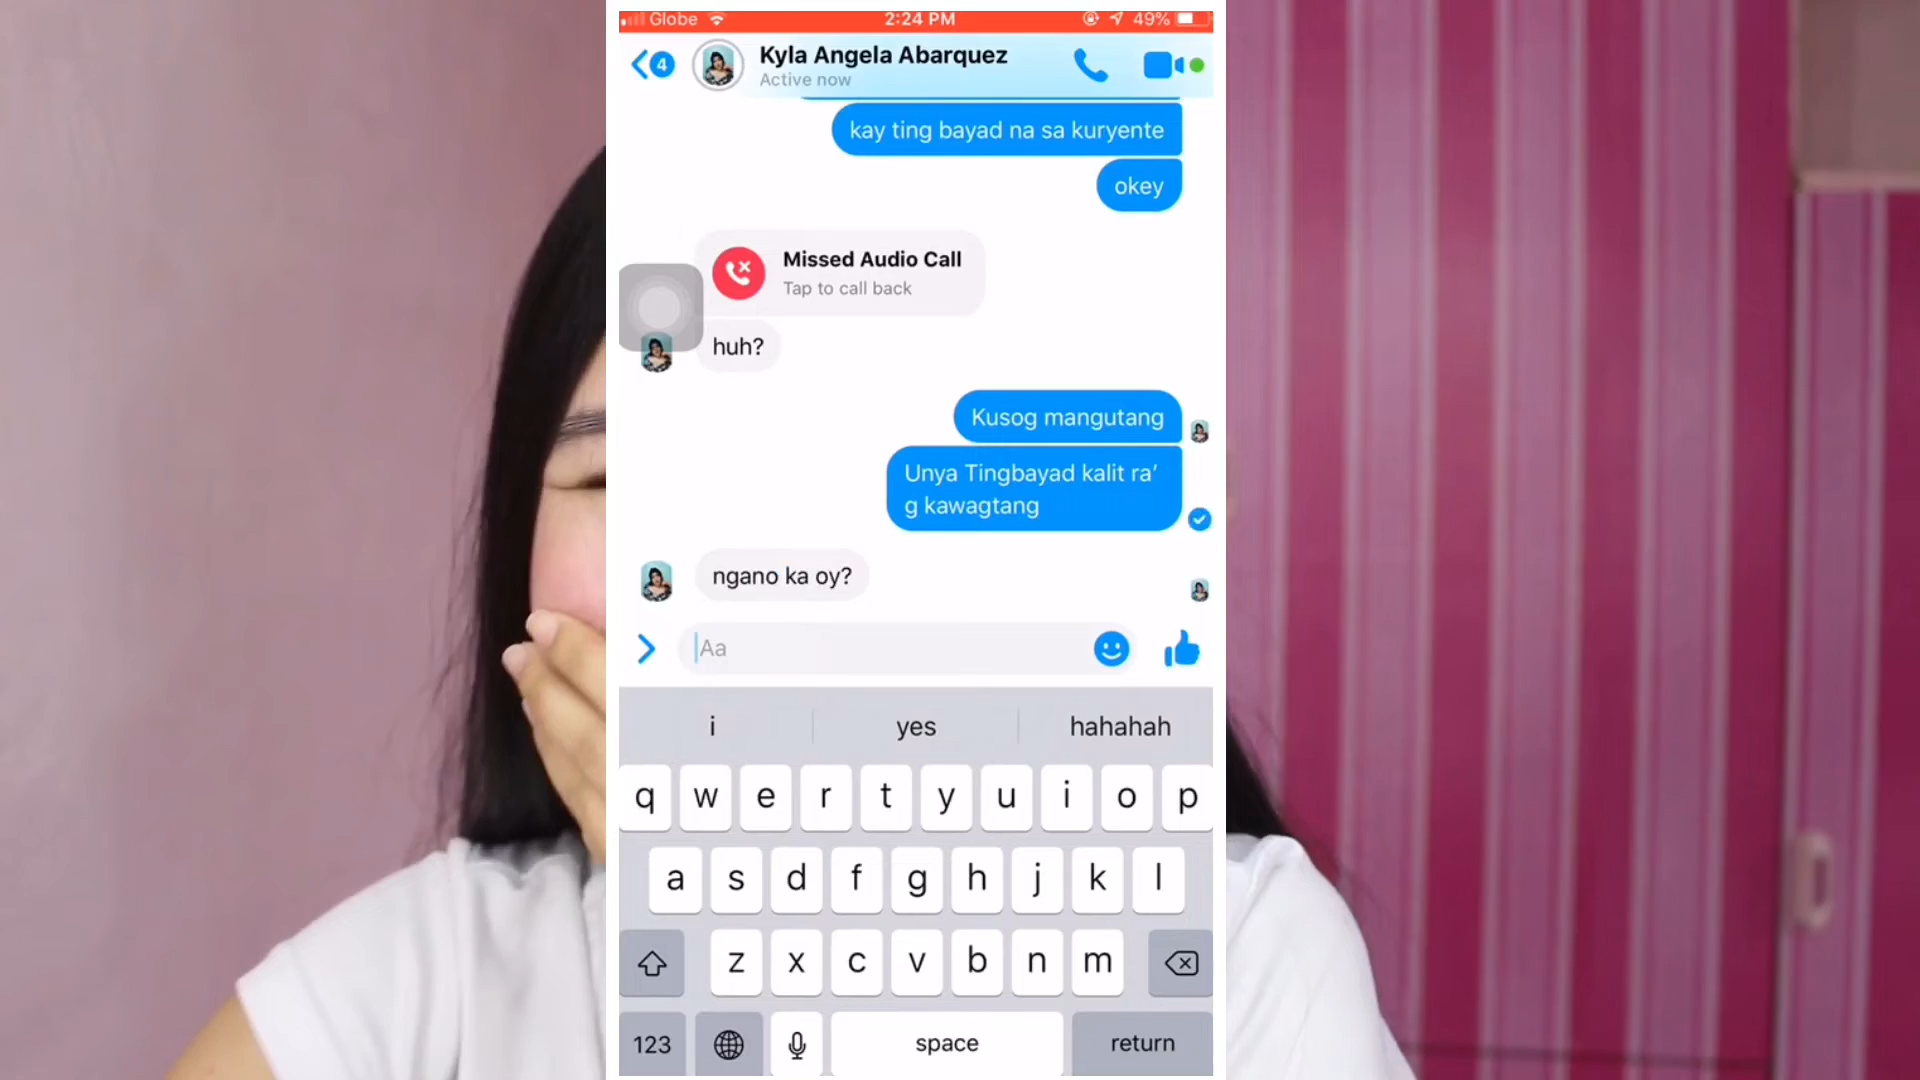 Globe 2:24 PM 49%
4 Kyla Angela Abarquez
Active now
kay ting bayad na sa kuryente
okey
Missed Audio Call
Tap to call back
huh?
Kusog mangutang
Unya Tingbayad kalit ra’
g kawagtang
ngano ka oy?
Aa
i yes hahahah
q w e r t y u i o p
a s d f g h j k l
z x c v b n m
123 space return